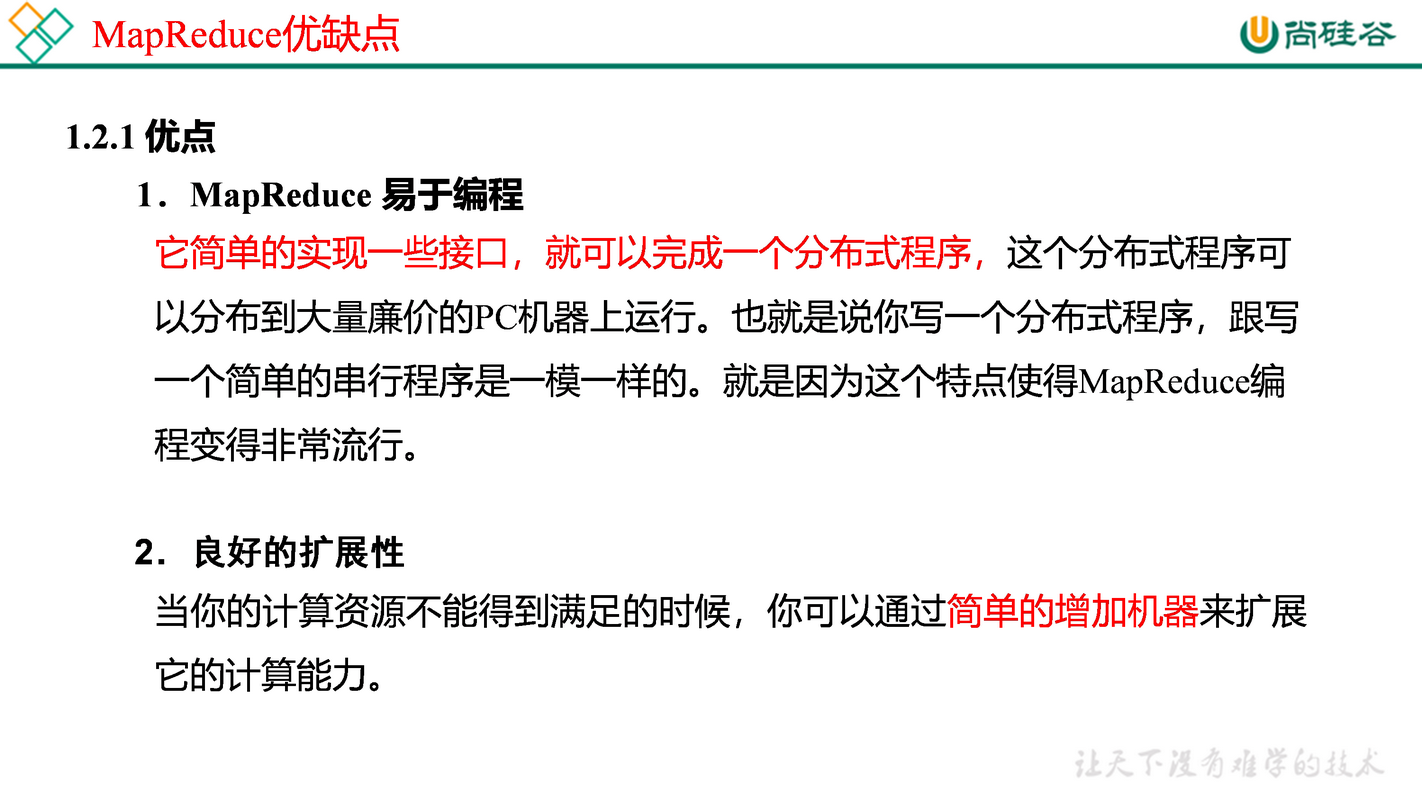 MapReduce优缺点
尚硅谷
1.2.1 优点
1．MapReduce 易于编程
它简单的实现一些接口，就可以完成一个分布式程序，这个分布式程序可
以分布到大量廉价的PC机器上运行。也就是说你写一个分布式程序，跟写
一个简单的串行程序是一模一样的。就是因为这个特点使得MapReduce编
程变得非常流行。
2．良好的扩展性
当你的计算资源不能得到满足的时候，你可以通过简单的增加机器来扩展
它的计算能力。
让天下没有难学的技术